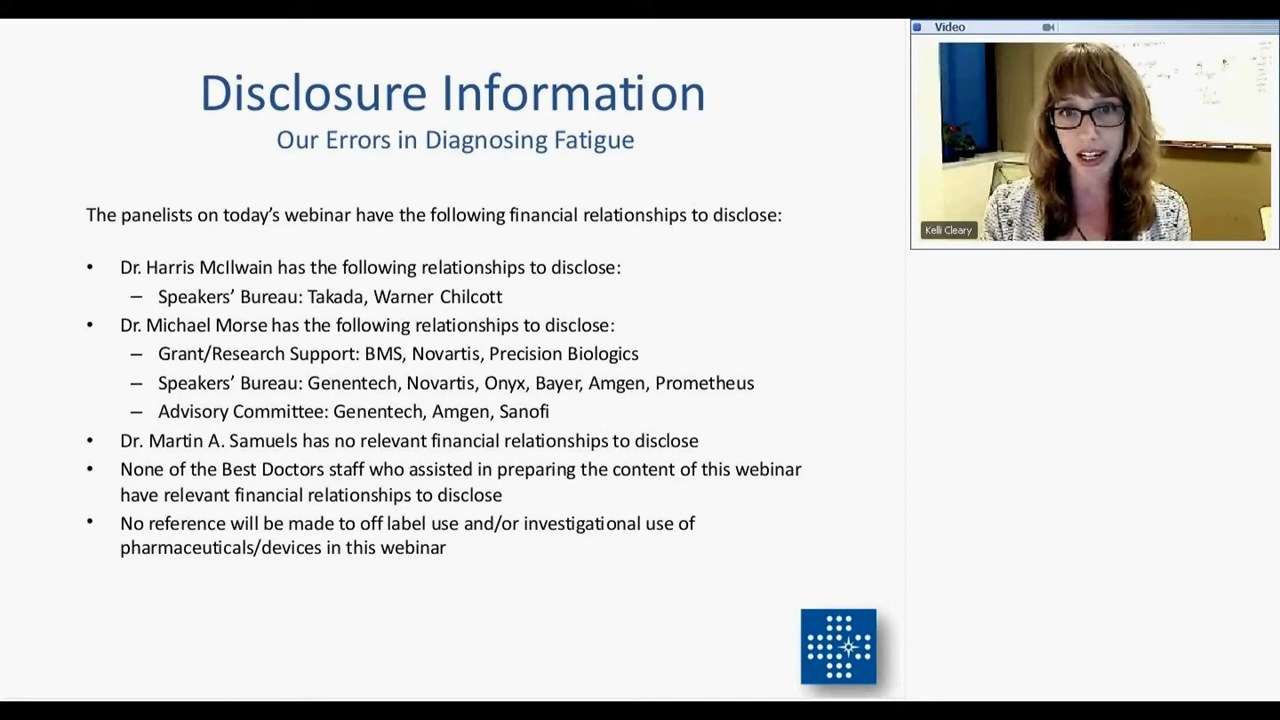 Disclosure Information
Our Errors in Diagnosing Fatigue
The panelists on today's webinar have the following financial relationships to disclose:
• Dr. Harris McIlwain has the following relationships to disclose:
– Speakers' Bureau: Takada, Warner Chilcott
• Dr. Michael Morse has the following relationships to disclose:
– Grant/Research Support: BMS, Novartis, Precision Biologics
– Speakers' Bureau: Genentech, Novartis, Onyx, Bayer, Amgen, Prometheus
– Advisory Committee: Genentech, Amgen, Sanofi
• Dr. Martin A. Samuels has no relevant financial relationships to disclose
• None of the Best Doctors staff who assisted in preparing the content of this webinar
have relevant financial relationships to disclose
• No reference will be made to off label use and/or investigational use of
pharmaceuticals/devices in this webinar
Video
Kelli Cleary